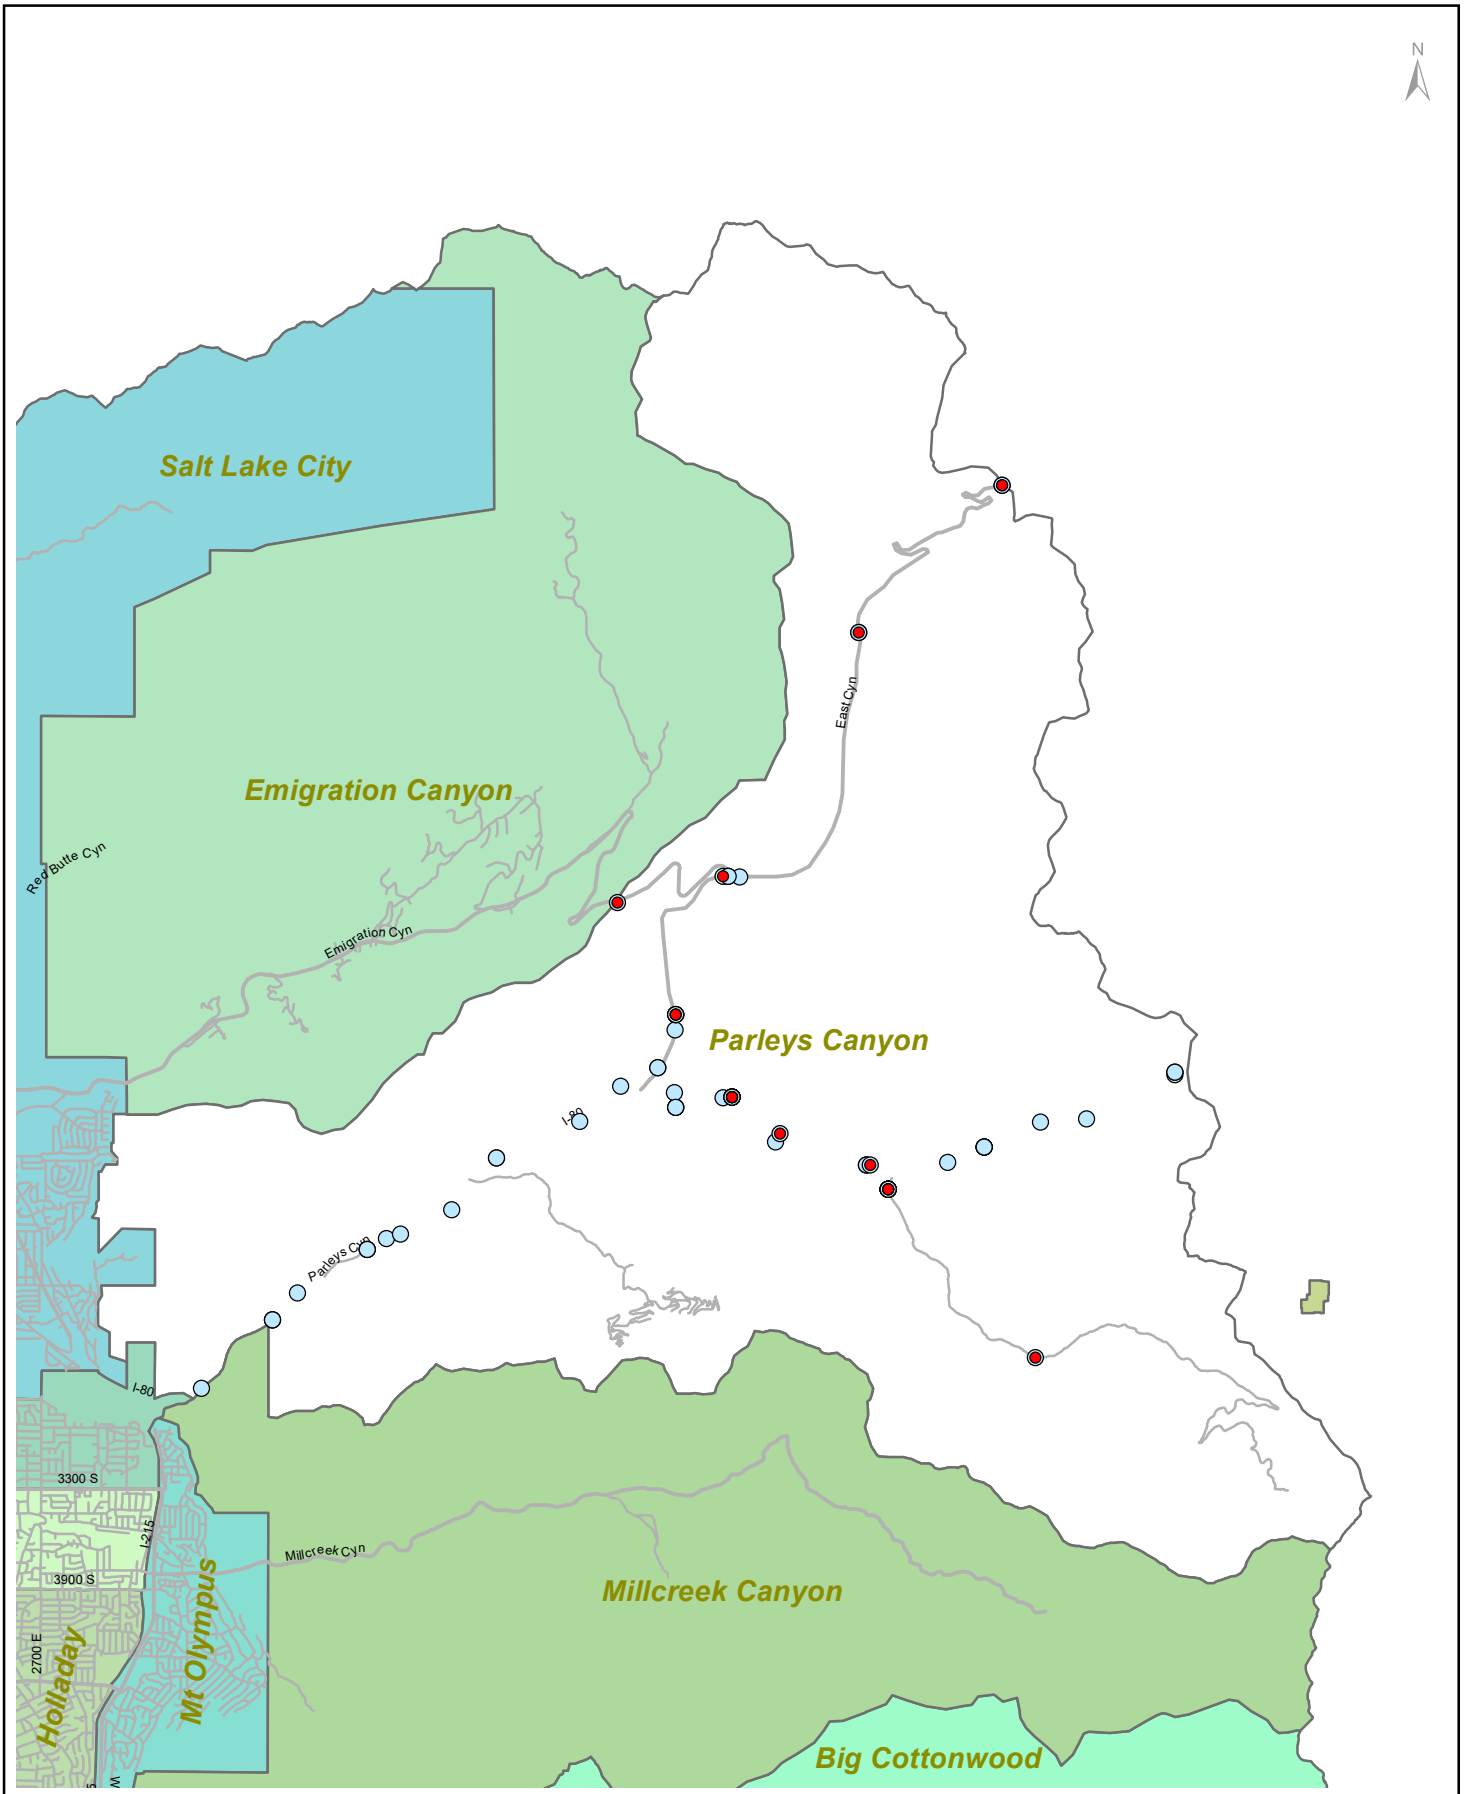 N
Salt Lake City
East Cyn
Emigration Canyon
Red Butte Cyn
Emigration Cyn
Parleys Canyon
I-80
Parleys Cyn
I-80
3300 S
I-215
Millcreek Cyn
3900 S
Millcreek Canyon
Mt Olympus
2700 E
Holladay
Big Cottonwood
W
S